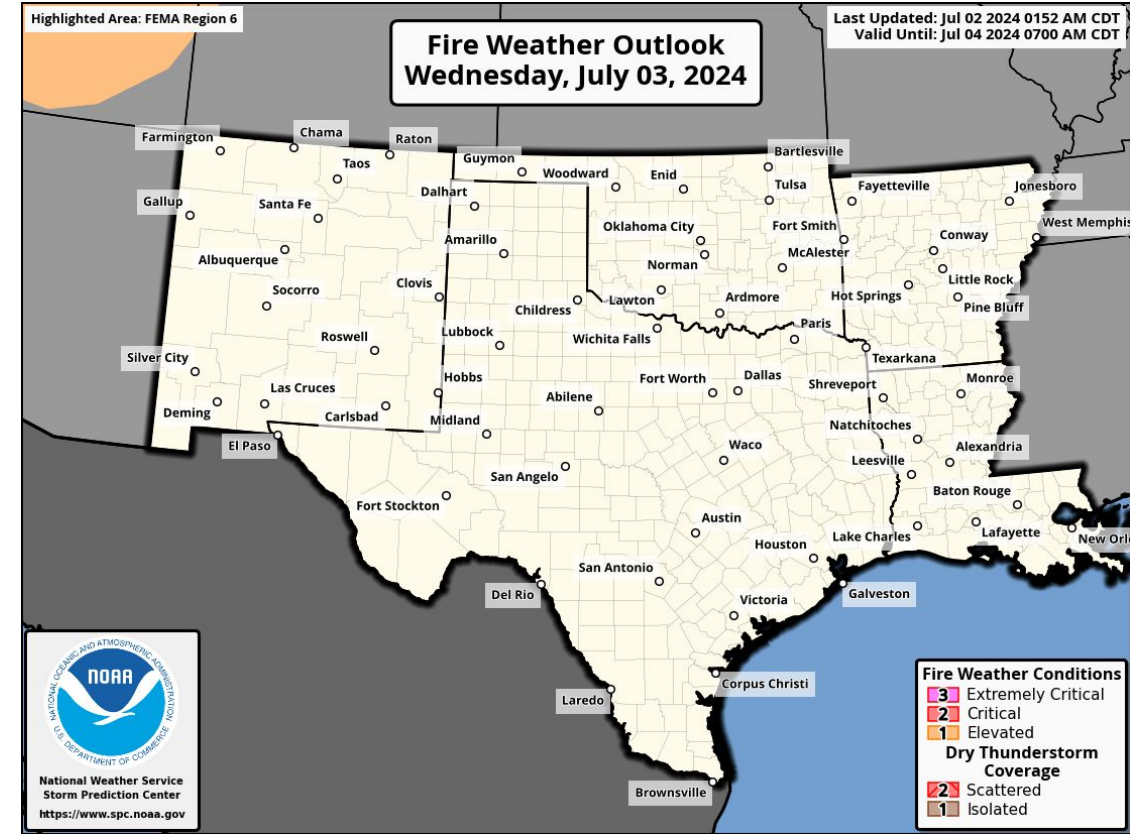 Highlighted Area: FEMA Region 6
Last Updated: Jul 02 2024 0152 AM CDT
Valid Until: Jul 04 2024 0700 AM CDT
Fire Weather Outlook
Wednesday, July 03, 2024
Farmington
Chama
Raton
Taos
Guymon
Woodward
Enid
Bartlesville
Tulsa
Fayetteville
Jonesboro
Gallup
Santa Fe
Dalhart
West Memphis
Albuquerque
Amarillo
Oklahoma City
Fort Smith
Conway
Norman
McAlester
Socorro
Clovis
Childress
Lawton
Ardmore
Hot Springs
Little Rock
Pine Bluff
Roswell
Lubbock
Wichita Falls
Paris
Texarkana
Silver City
Hobbs
Fort Worth
Dallas
Shreveport
Monroe
Las Cruces
Deming
Carlsbad
Midland
Abilene
Natchitoches
El Paso
Waco
Alexandria
San Angelo
Leesville
Fort Stockton
Baton Rouge
Austin
Houston
Lake Charles
Lafayette
New Orl
San Antonio
Del Rio
Victoria
Galveston
Laredo
Corpus Christi
Brownsville
NATIONAL OCEANIC AND ATMOSPHERIC ADMINISTRATION
NOAA
U.S. DEPARTMENT OF COMMERCE
National Weather Service
Storm Prediction Center
https://www.spc.noaa.gov
Fire Weather Conditions
3 Extremely Critical
2 Critical
1 Elevated
Dry Thunderstorm
Coverage
2 Scattered
1 Isolated